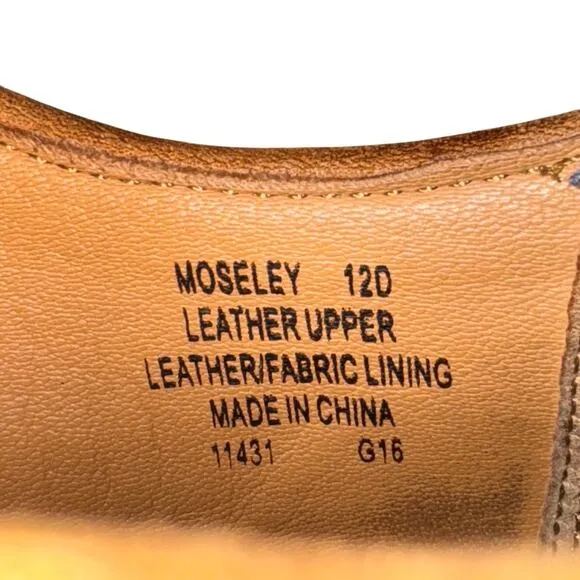 MOSELEY 12D
LEATHER UPPER
LEATHER/FABRIC LINING
MADE IN CHINA
11431 G16